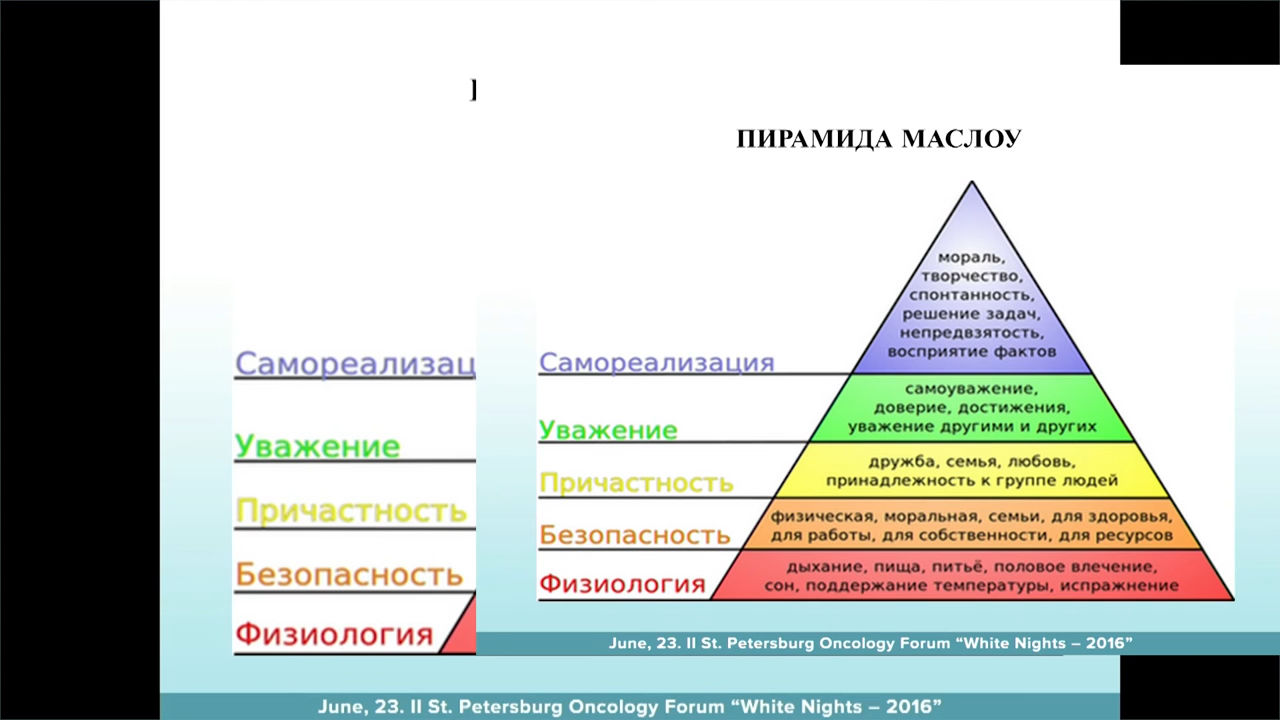 ПИРАМИДА МАСЛОУ
мораль,
творчество,
спонтанность,
решение задач,
непредвзятость,
восприятие фактов
Самореализация
самоуважение,
доверие, достижения,
уважение другими и других
Уважение
дружба, семья, любовь,
принадлежность к группе людей
Причастность
физическая, моральная, семьи, для здоровья,
для работы, для собственности, для ресурсов
Безопасность
дыхание, пища, питьё, половое влечение,
сон, поддержание температуры, испражнение
Физиология
June, 23. II St. Petersburg Oncology Forum “White Nights – 2016”
Самореализац
Уважение
Причастность
Безопасность
Физиология
June, 23. II St. Petersburg Oncology Forum “White Nights – 2016”